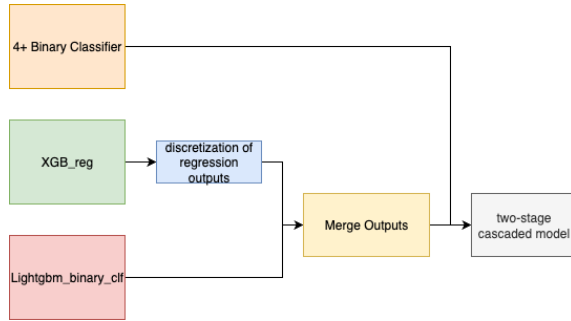 4+ Binary Classifier
XGB_reg
discretization of
regression
outputs
Merge Outputs
two-stage
cascaded model
Lightgbm_binary_clf